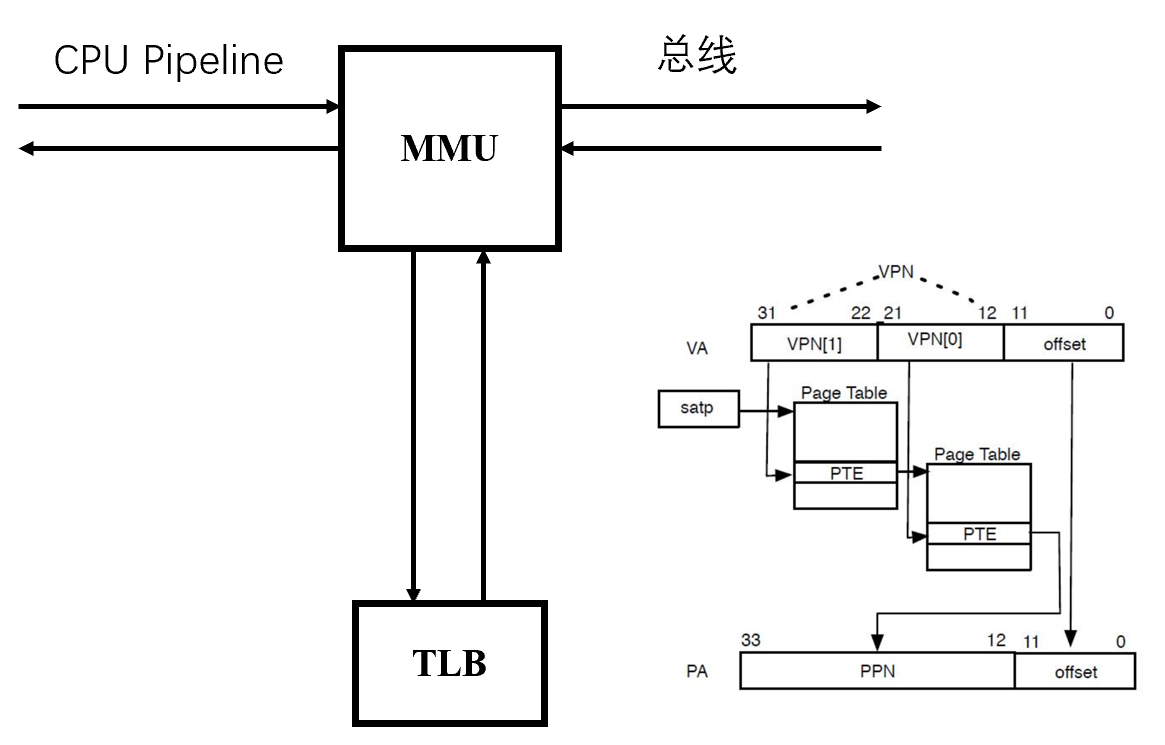 CPU Pipeline
总线
MMU
TLB
VPN
31 22 21 12 11 0
VA VPN[1] VPN[0] offset
satp
Page Table
PTE
Page Table
PTE
33 12 11 0
PA PPN offset